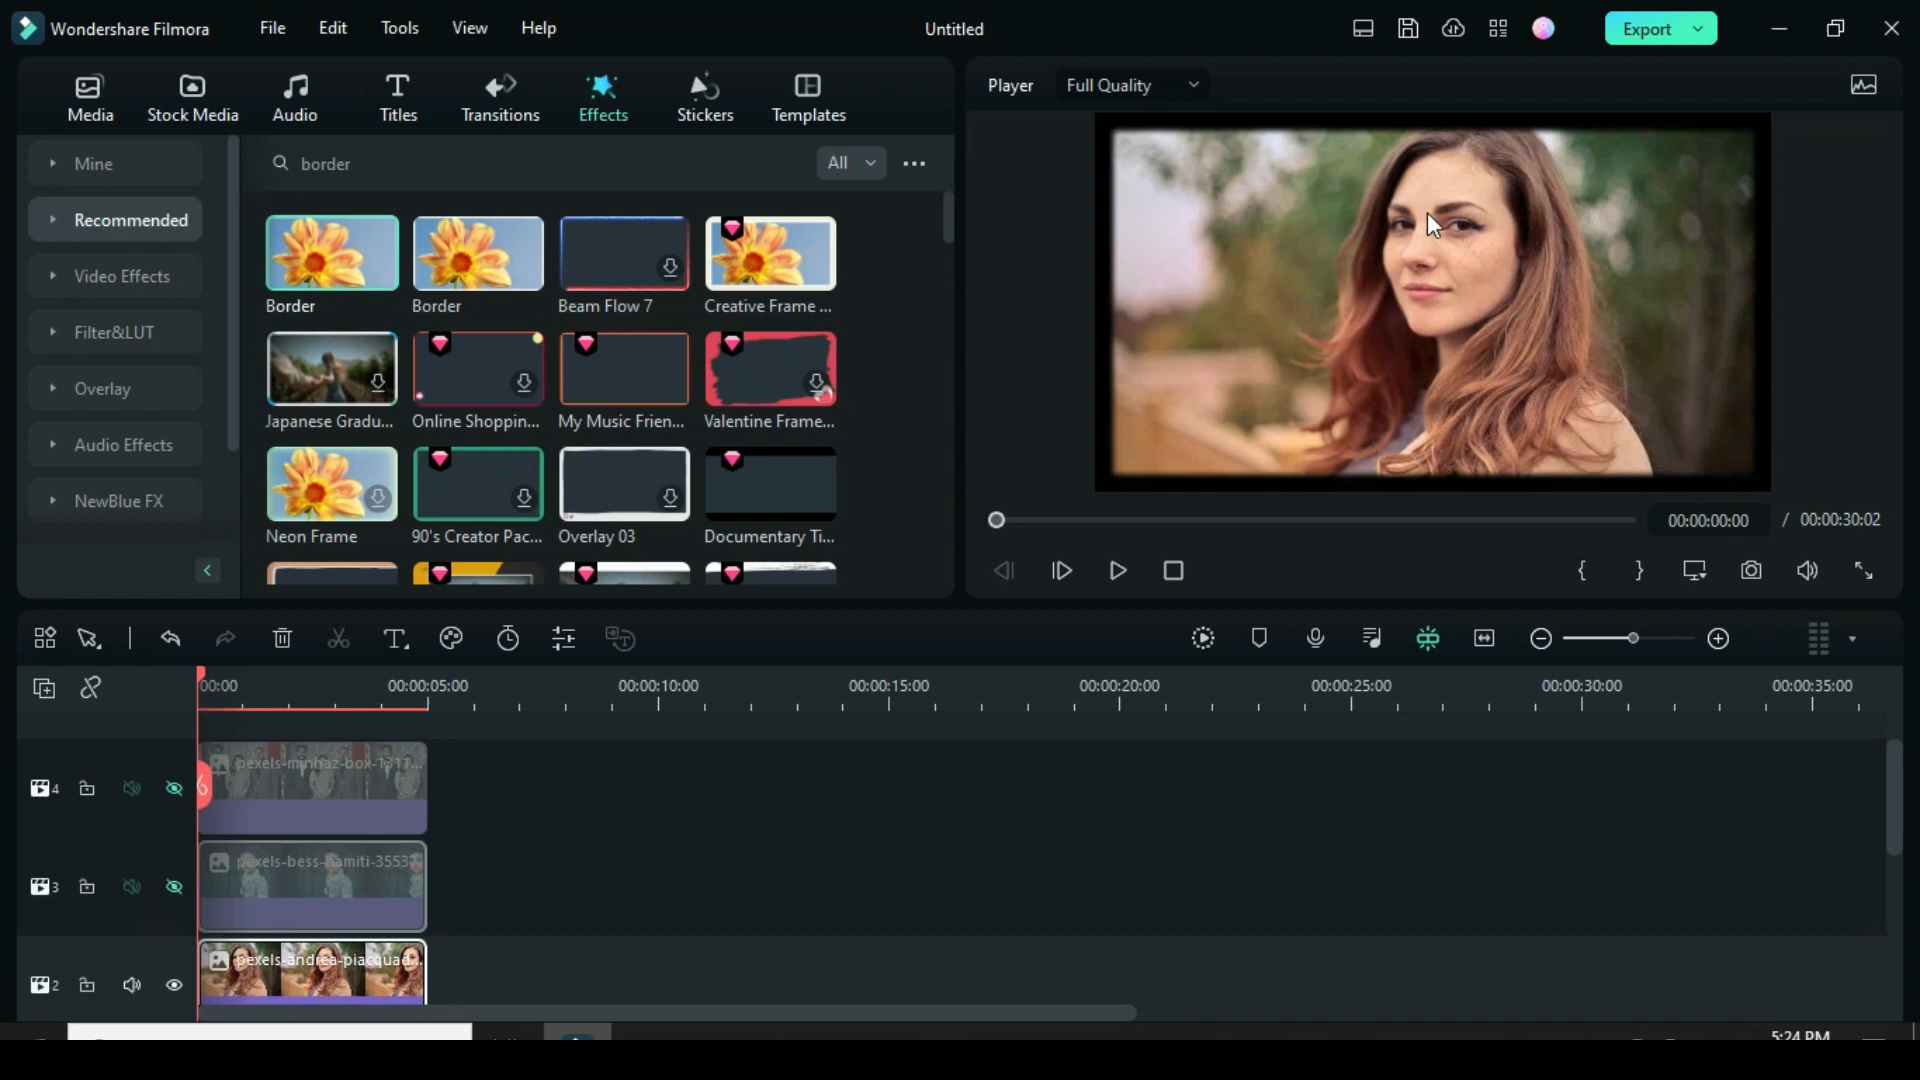 Wondershare Filmora
File
Edit
Tools
View
Help
Untitled
Export
Media
Stock Media
Audio
Titles
Transitions
Effects
Stickers
Templates
Player
Full Quality
Mine
Recommended
Video Effects
Filter&LUT
Overlay
Audio Effects
NewBlue FX
border
All
Border
Border
Beam Flow 7
Creative Frame ...
Japanese Gradu...
Online Shoppin...
My Music Frien...
Valentine Frame...
Neon Frame
90's Creator Pac...
Overlay 03
Documentary Ti...
00:00:00:00 / 00:00:30:02
00:00
00:00:05:00
00:00:10:00
00:00:15:00
00:00:20:00
00:00:25:00
00:00:30:00
00:00:35:00
4
pexels-minhaz-box-1311...
3
pexels-bess-hamiti-35537
2
pexels-andrea-piacquad...
5:24 PM